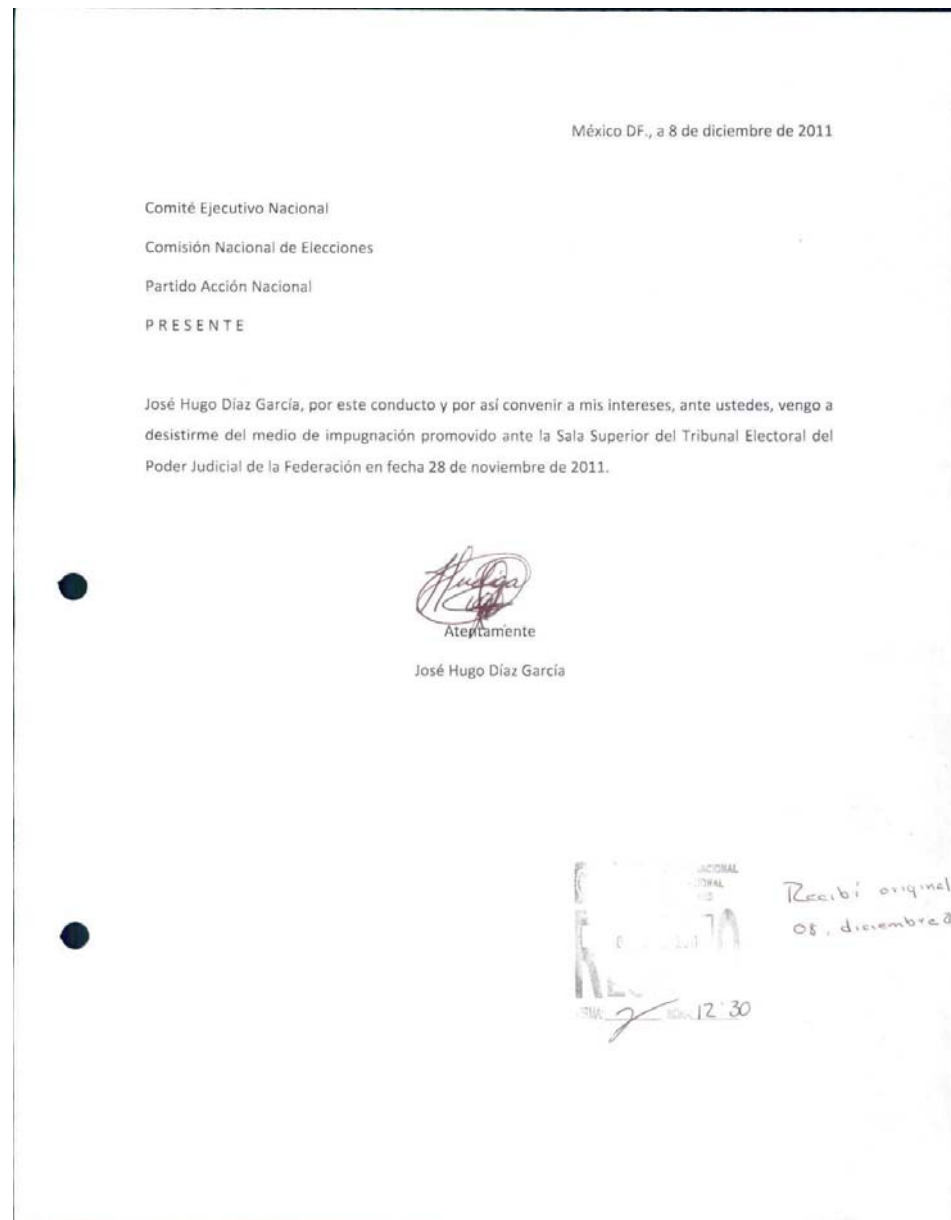 México DF., a 8 de diciembre de 2011
Comité Ejecutivo Nacional
Comisión Nacional de Elecciones
Partido Acción Nacional
P R E S E N T E
José Hugo Díaz García, por este conducto y por así convenir a mis intereses, ante ustedes, vengo a
desistirme del medio de impugnación promovido ante la Sala Superior del Tribunal Electoral del
Poder Judicial de la Federación en fecha 28 de noviembre de 2011.
Atentamente
José Hugo Díaz García
Recibí original
08, diciembre
12:30